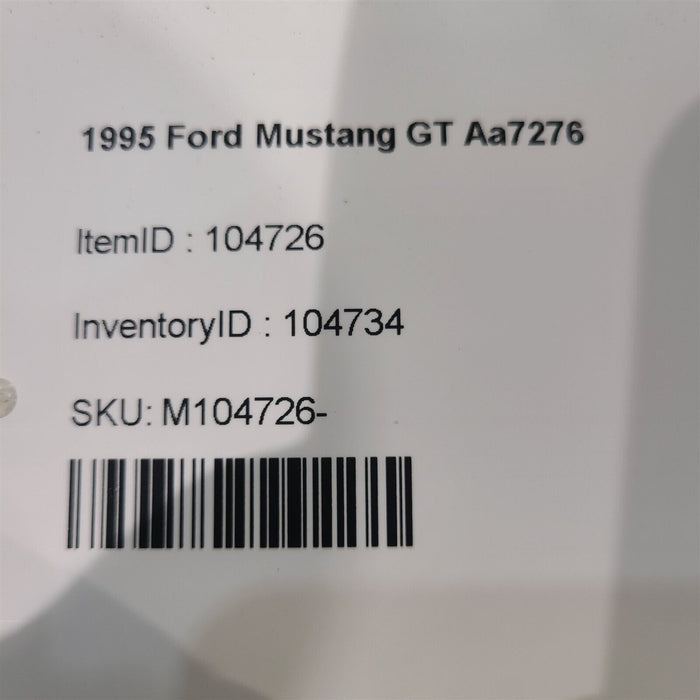 1995 Ford Mustang GT Aa7276
ItemID : 104726
InventoryID : 104734
SKU: M104726-